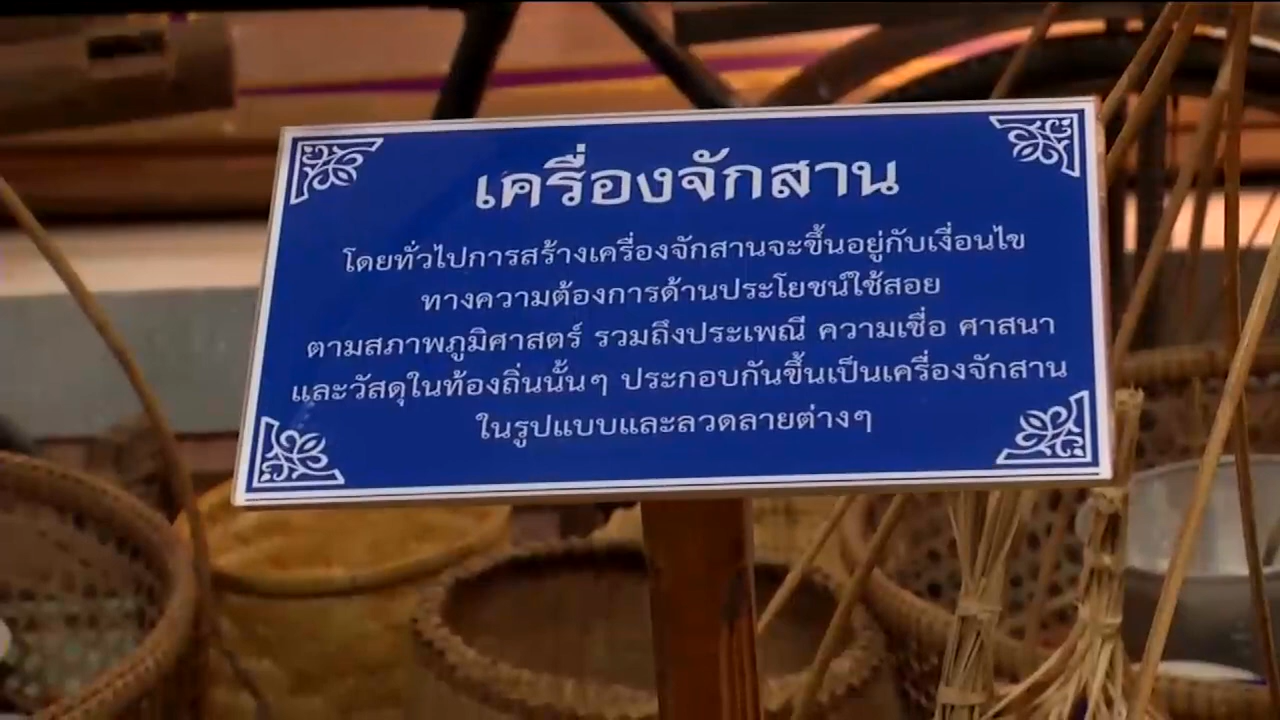 เครื่องจักสาน
โดยทั่วไปการสร้างเครื่องจักสานจะขึ้นอยู่กับเงื่อนไข
ทางความต้องการด้านประโยชน์ใช้สอย
ตามสภาพภูมิศาสตร์ รวมถึงประเพณี ความเชื่อ ศาสนา
และวัสดุในท้องถิ่นนั้นๆ ประกอบกันขึ้นเป็นเครื่องจักสาน
ในรูปแบบและลวดลายต่างๆ